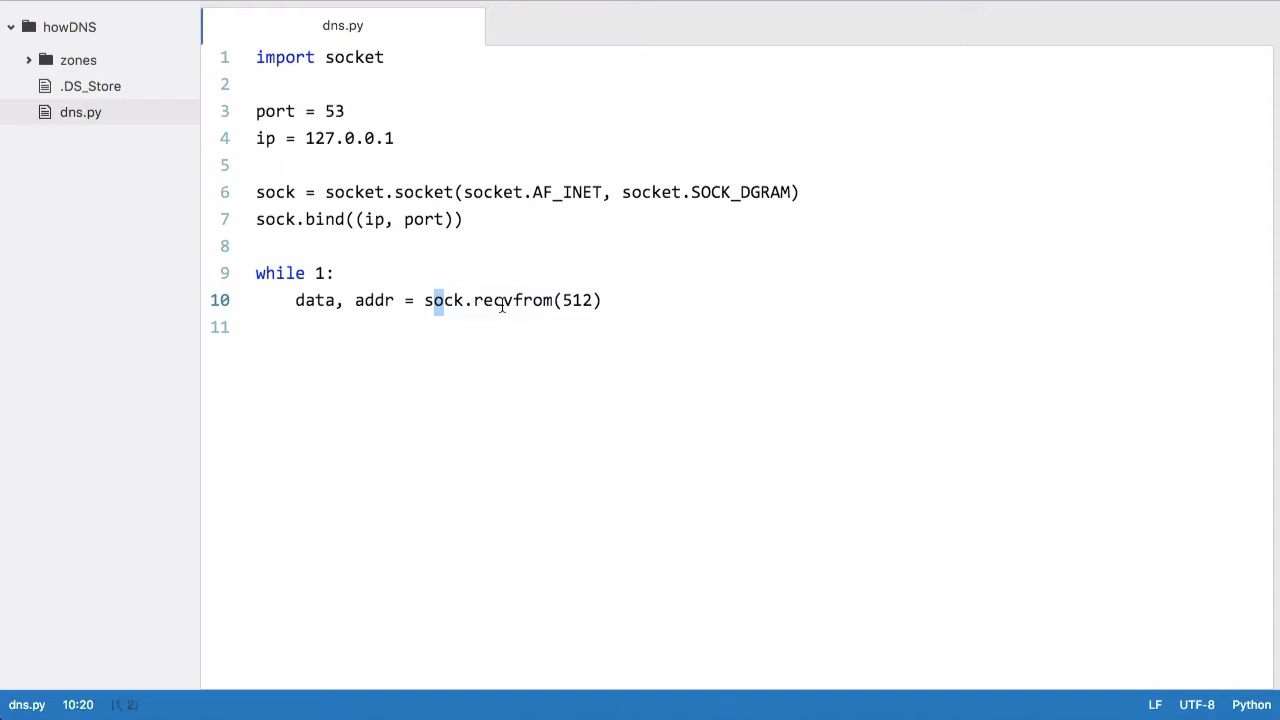 howDNS
zones
.DS_Store
dns.py
dns.py
1 import socket
2
3 port = 53
4 ip = 127.0.0.1
5
6 sock = socket.socket(socket.AF_INET, socket.SOCK_DGRAM)
7 sock.bind((ip, port))
8
9 while 1:
10 data, addr = sock.recvfrom(512)
11
dns.py 10:20 (1, 2) LF UTF-8 Python